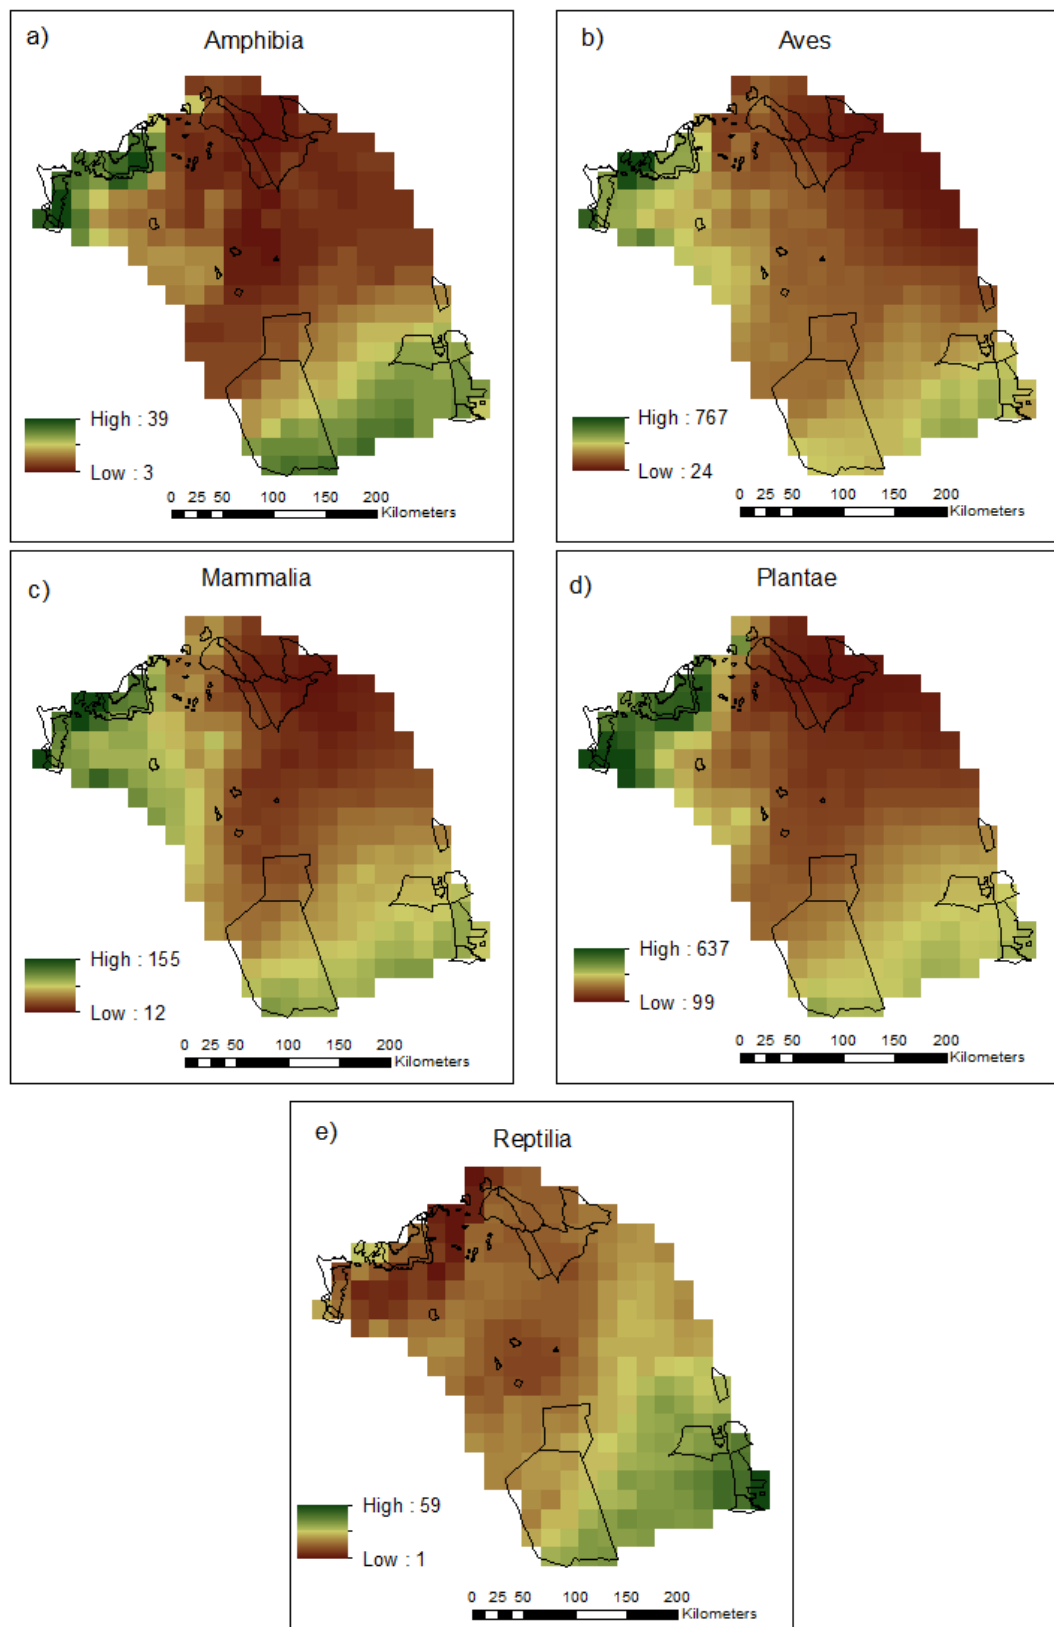 a)
Amphibia
High : 39
Low : 3
0 25 50 100 150 200
Kilometers
b)
Aves
High : 767
Low : 24
0 25 50 100 150 200
Kilometers
c)
Mammalia
High : 155
Low : 12
0 25 50 100 150 200
Kilometers
d)
Plantae
High : 637
Low : 99
0 25 50 100 150 200
Kilometers
e)
Reptilia
High : 59
Low : 1
0 25 50 100 150 200
Kilometers